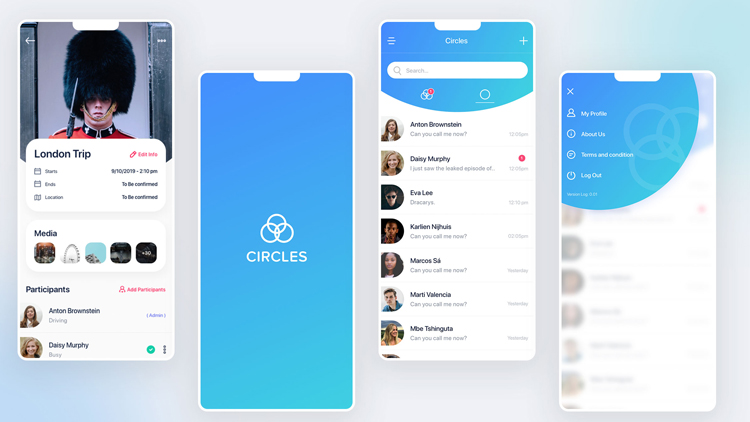 London Trip
Edit Info
Starts
9/10/2019 - 2:10 pm
Ends
To Be confirmed
Location
To Be confirmed
Media
+30
Participants
Add Participants
Anton Brownstein
Driving
( Admin )
Daisy Murphy
Busy
CIRCLES
Circles
Search...
Anton Brownstein
Can you call me now?
12:05pm
Daisy Murphy
I just saw the leaked episode of..
12:05pm
Eva Lee
Dracarys.
12:10 pm
Karlien Nijhuis
Can you call me now?
Marcos Sá
Can you call me now?
Yesterday
Marti Valencia
Can you call me now?
Yesterday
Mbe Tshinguta
Can you call me now?
Yesterday
My Profile
About Us
Terms and condition
Log Out